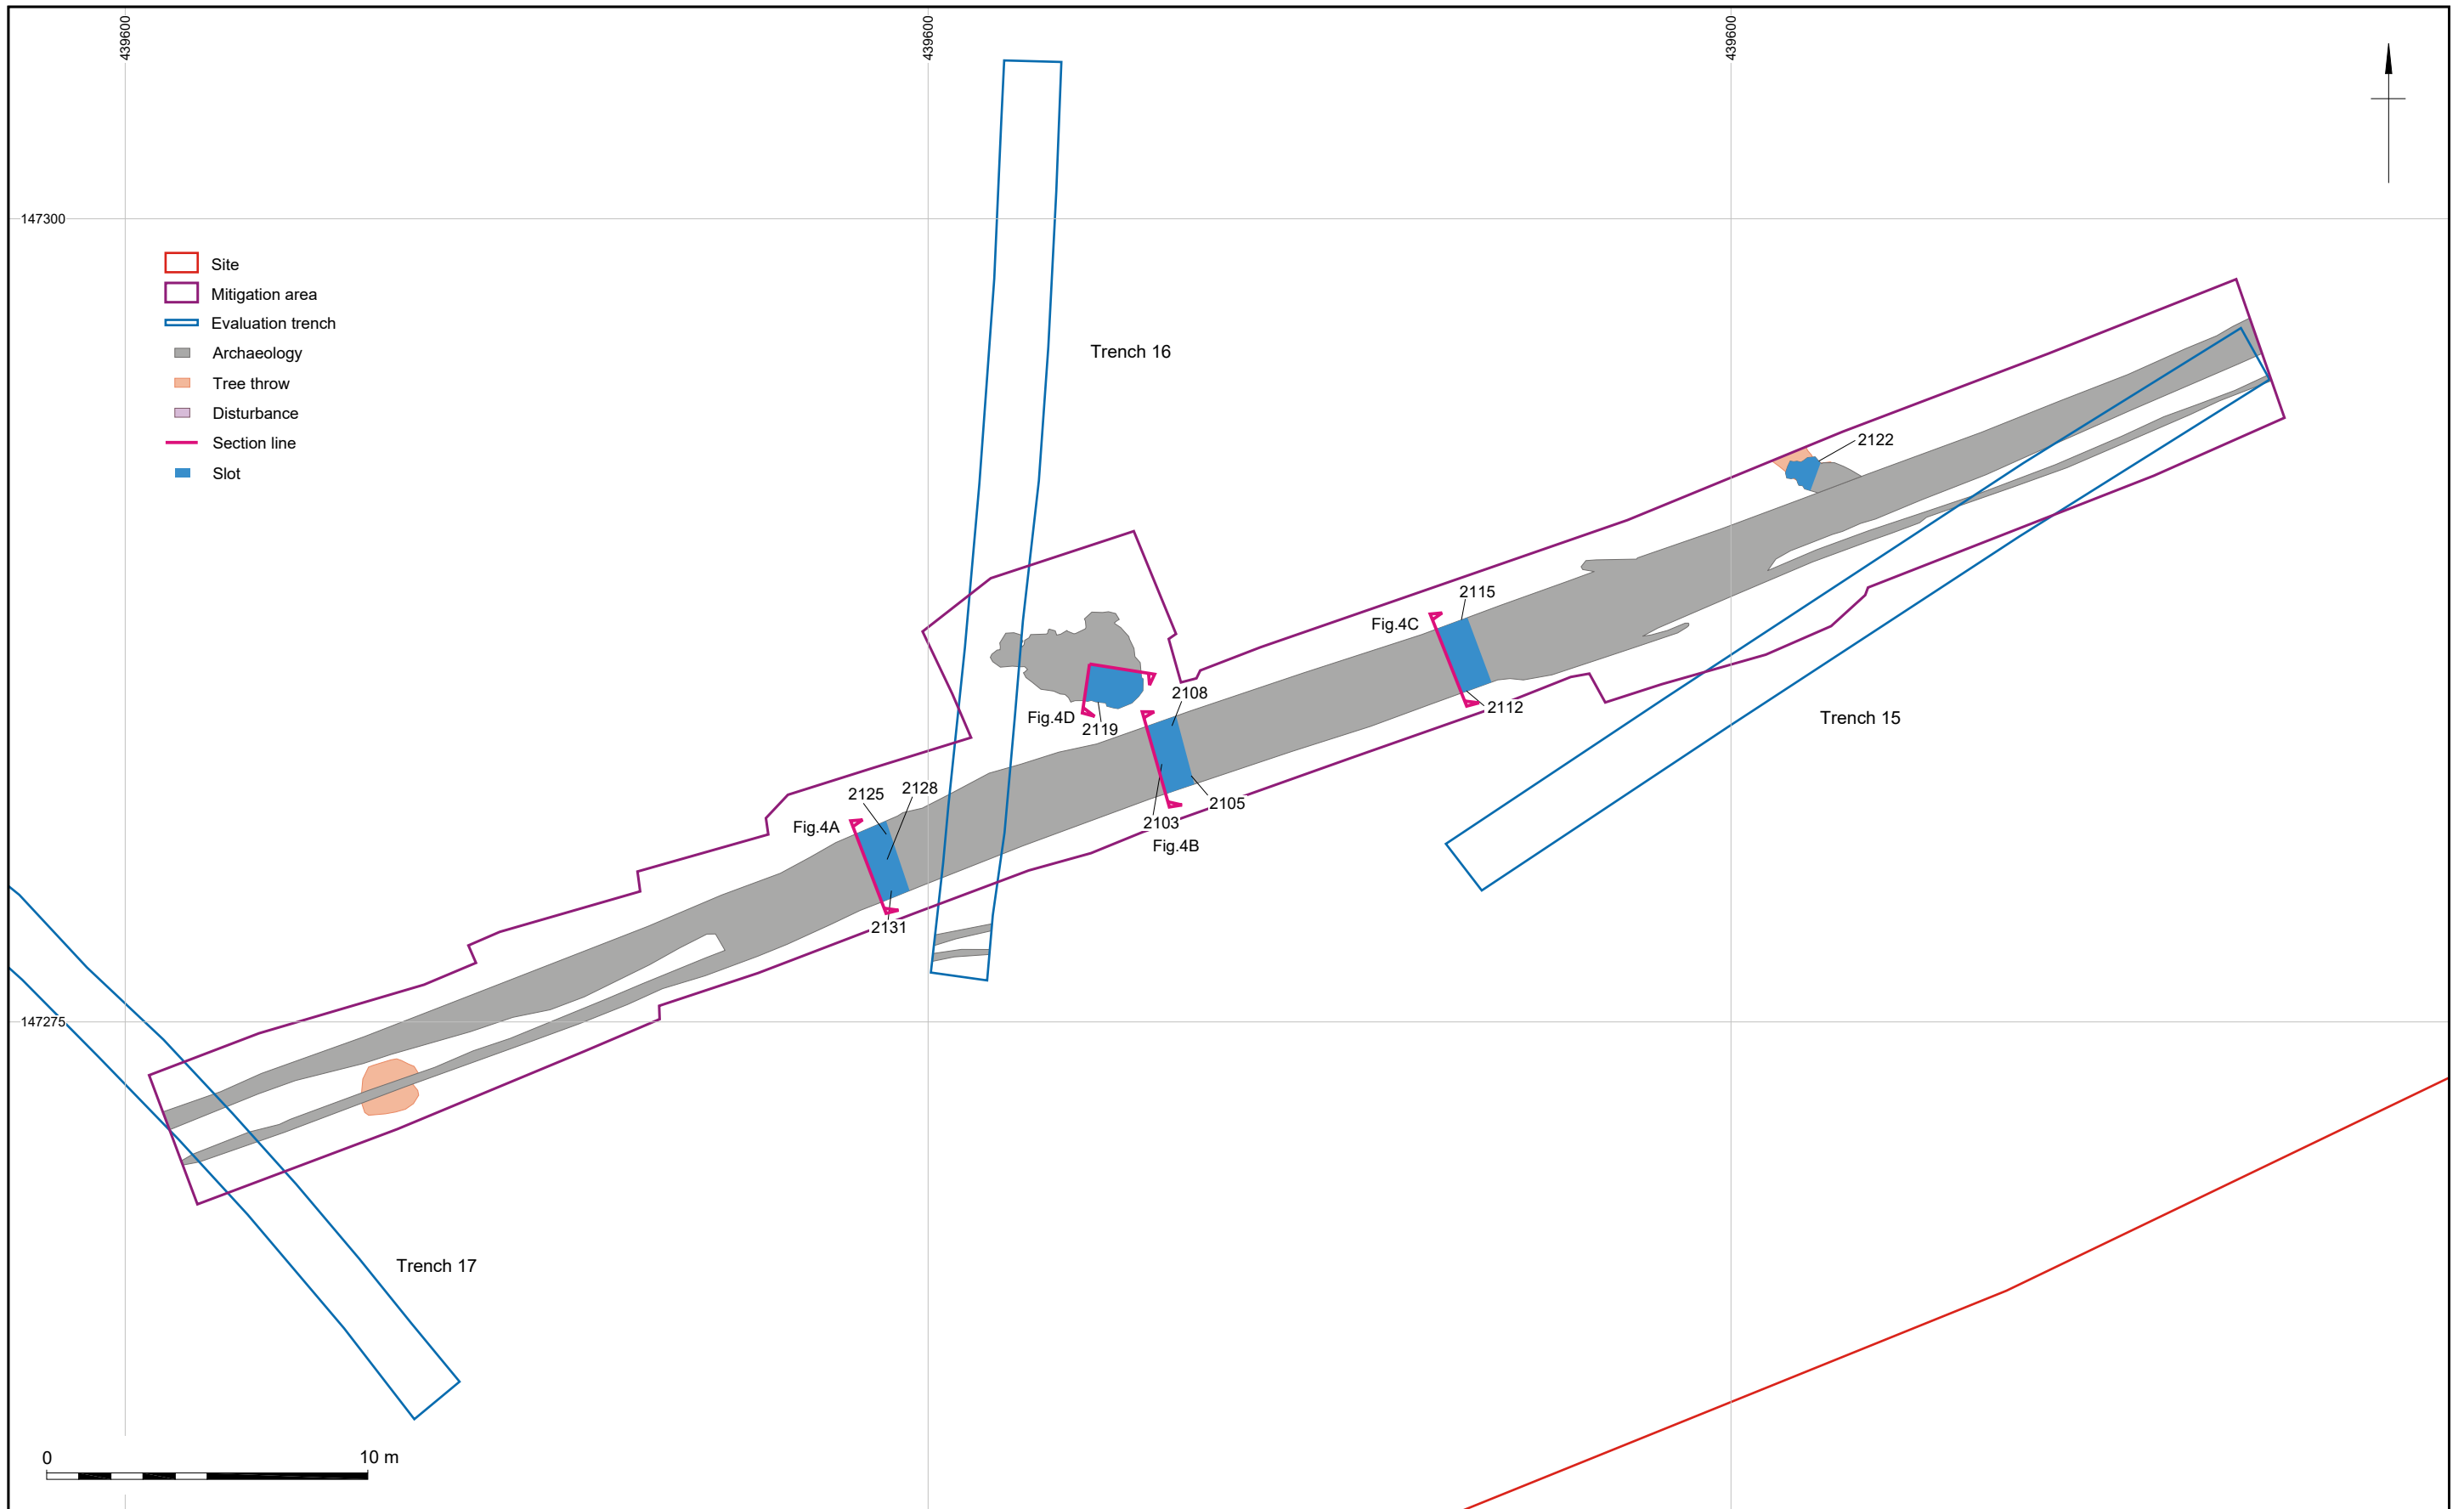 439600
439600
439600
147300
Site
Mitigation area
Evaluation trench
Archaeology
Tree throw
Disturbance
Section line
Slot
Trench 16
2122
2115
Fig.4C
2108
2112
Fig.4D
2119
Trench 15
2125
2128
2105
2103
Fig.4A
Fig.4B
2131
147275
Trench 17
0 10 m